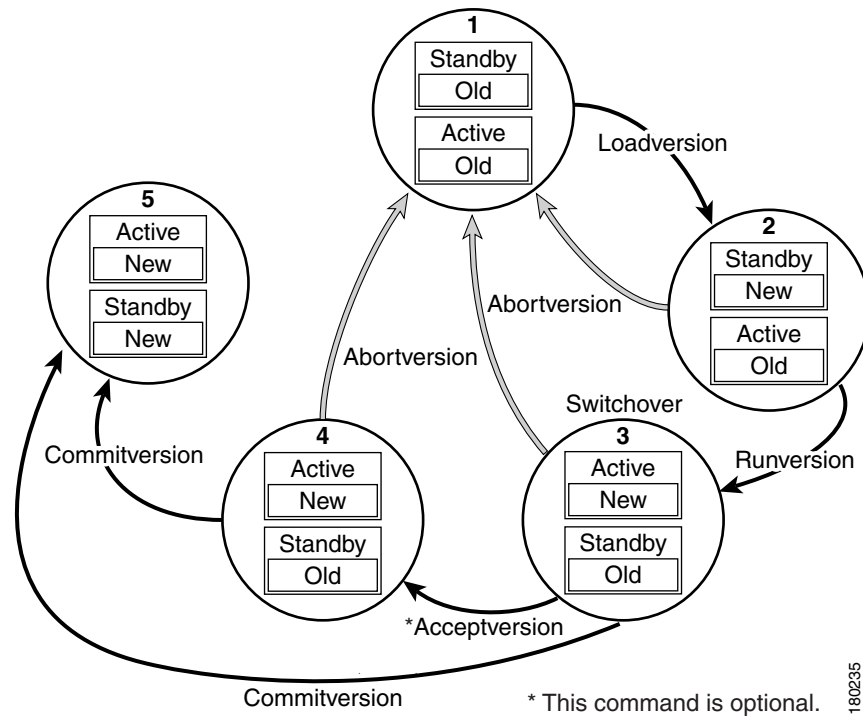 1
Standby
Old
Active
Old
Loadversion
2
Standby
New
Active
Old
5
Active
New
Standby
New
Abortversion
Abortversion
Switchover
3
Active
New
Standby
Old
Runversion
4
Active
New
Standby
Old
Commitversion
*Acceptversion
Commitversion
* This command is optional.
180235